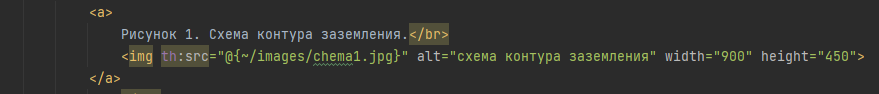 <a>
Рисунок 1. Схема контура заземления.</br>
<img th:src="@{~/images/chema1.jpg}" alt="схема контура заземления" width="900" height="450">
</a>